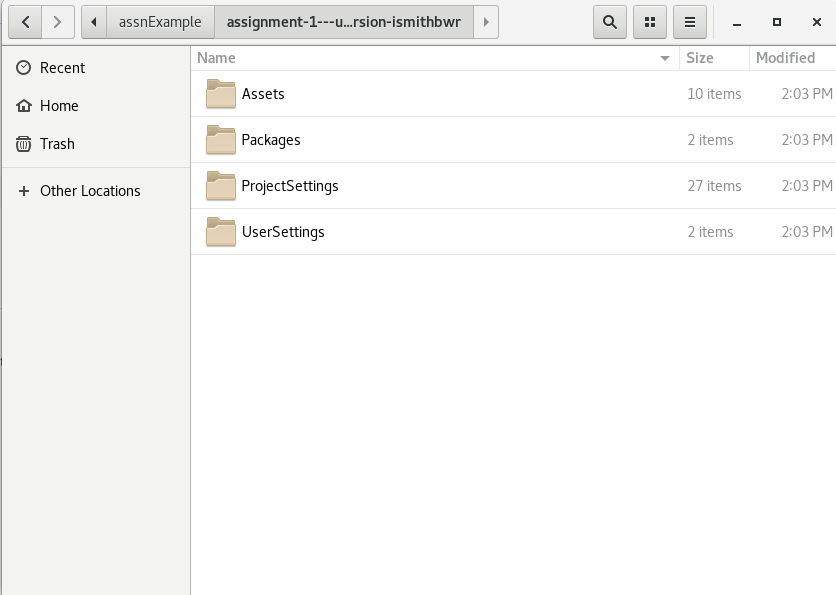 assnExample assignment-1---u...rsion-ismithbwr
Recent
Home
Trash
Other Locations
Name Size Modified
Assets 10 items 2:03 PM
Packages 2 items 2:03 PM
ProjectSettings 27 items 2:03 PM
UserSettings 2 items 2:03 PM